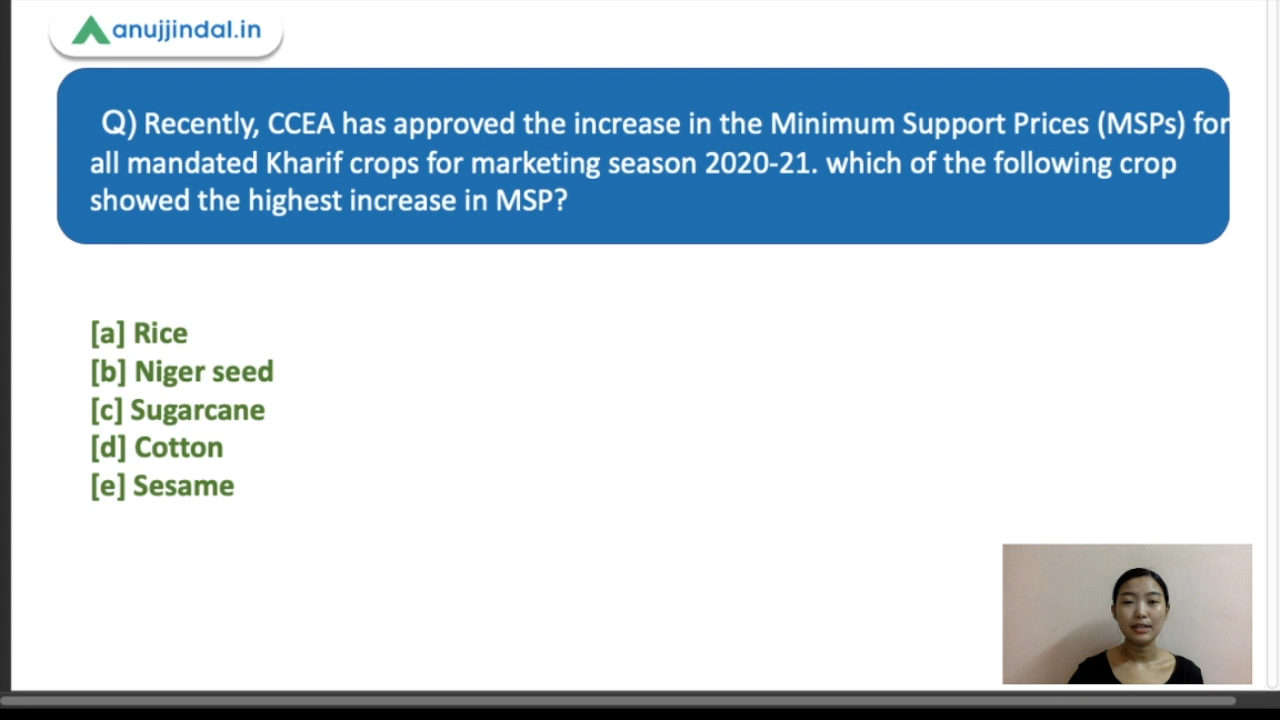 anujjindal.in
Q) Recently, CCEA has approved the increase in the Minimum Support Prices (MSPs) for
all mandated Kharif crops for marketing season 2020-21. which of the following crop
showed the highest increase in MSP?
[a] Rice
[b] Niger seed
[c] Sugarcane
[d] Cotton
[e] Sesame